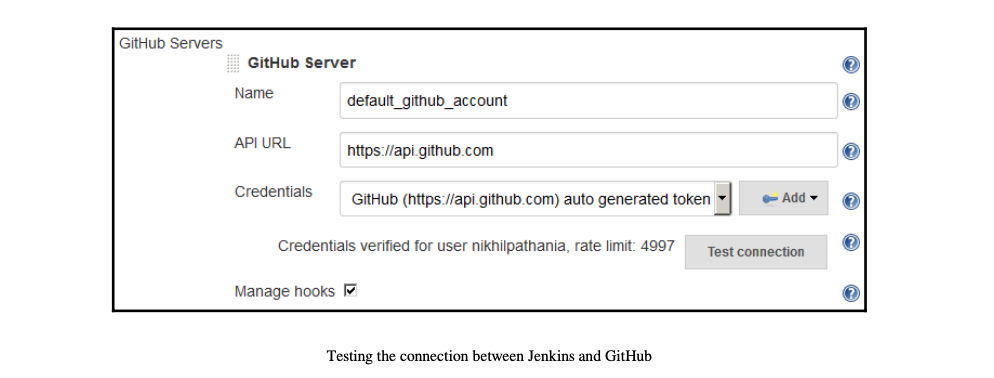 GitHub Servers
GitHub Server
Name
default_github_account
API URL
https://api.github.com
Credentials
GitHub (https://api.github.com) auto generated token
Add
Credentials verified for user nikhilpathania, rate limit: 4997
Test connection
Manage hooks
Testing the connection between Jenkins and GitHub